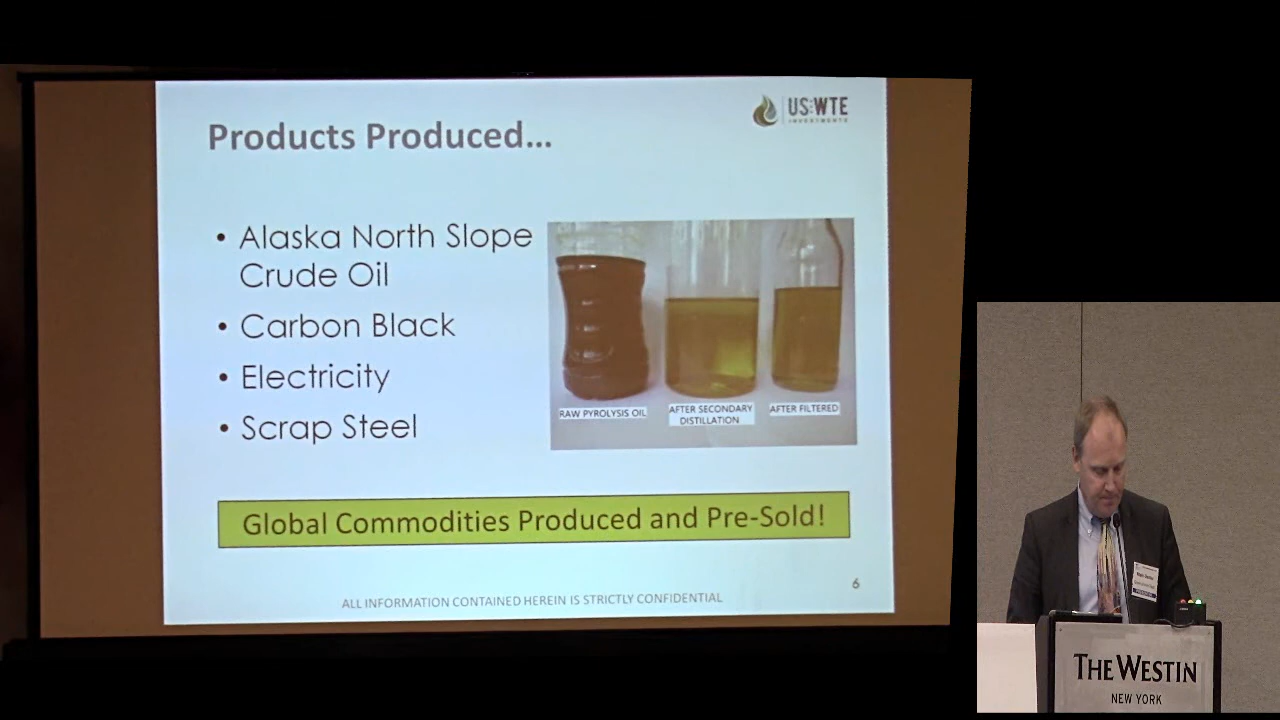 US WTE
INVESTMENTS
Products Produced...
• Alaska North Slope
Crude Oil
• Carbon Black
• Electricity
• Scrap Steel
RAW PYROLYSIS OIL
AFTER SECONDARY
DISTILLATION
AFTER FILTERED
Global Commodities Produced and Pre-Sold!
6
ALL INFORMATION CONTAINED HEREIN IS STRICTLY CONFIDENTIAL
THE WESTIN
NEW YORK